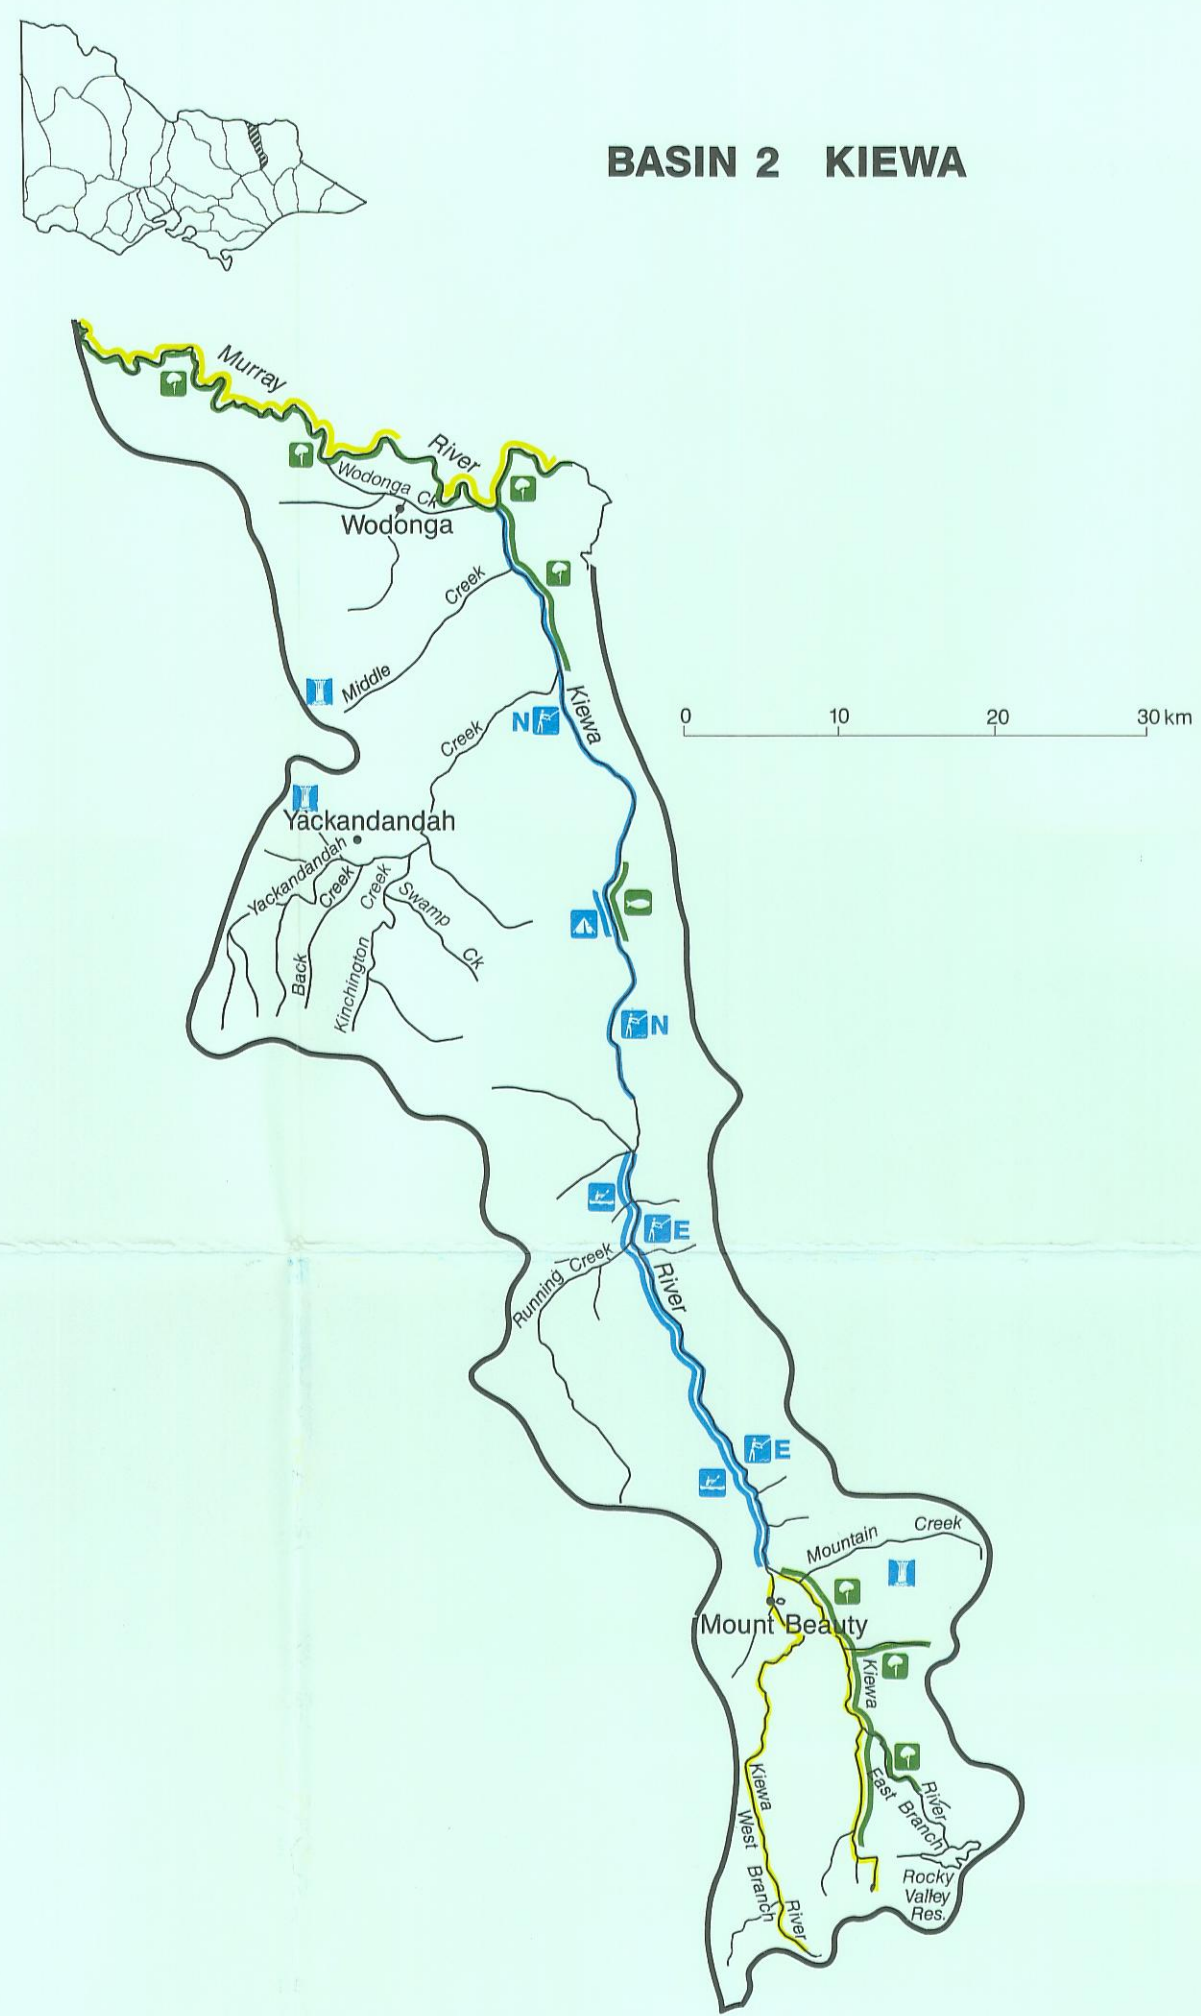 BASIN 2 KIEWA
Murray
River
Wodonga Ck
Wodonga
Creek
Middle
Kiewa
N
Creek
0 10 20 30 km
Yackandandah
Yackandandah
Creek
Creek
Swamp
Ck
Back
Kinchington
N
E
Running Creek
River
E
Mountain Creek
Mount Beauty
Kiewa
East Branch
River
Kiewa
West Branch
River
Rocky
Valley
Res.